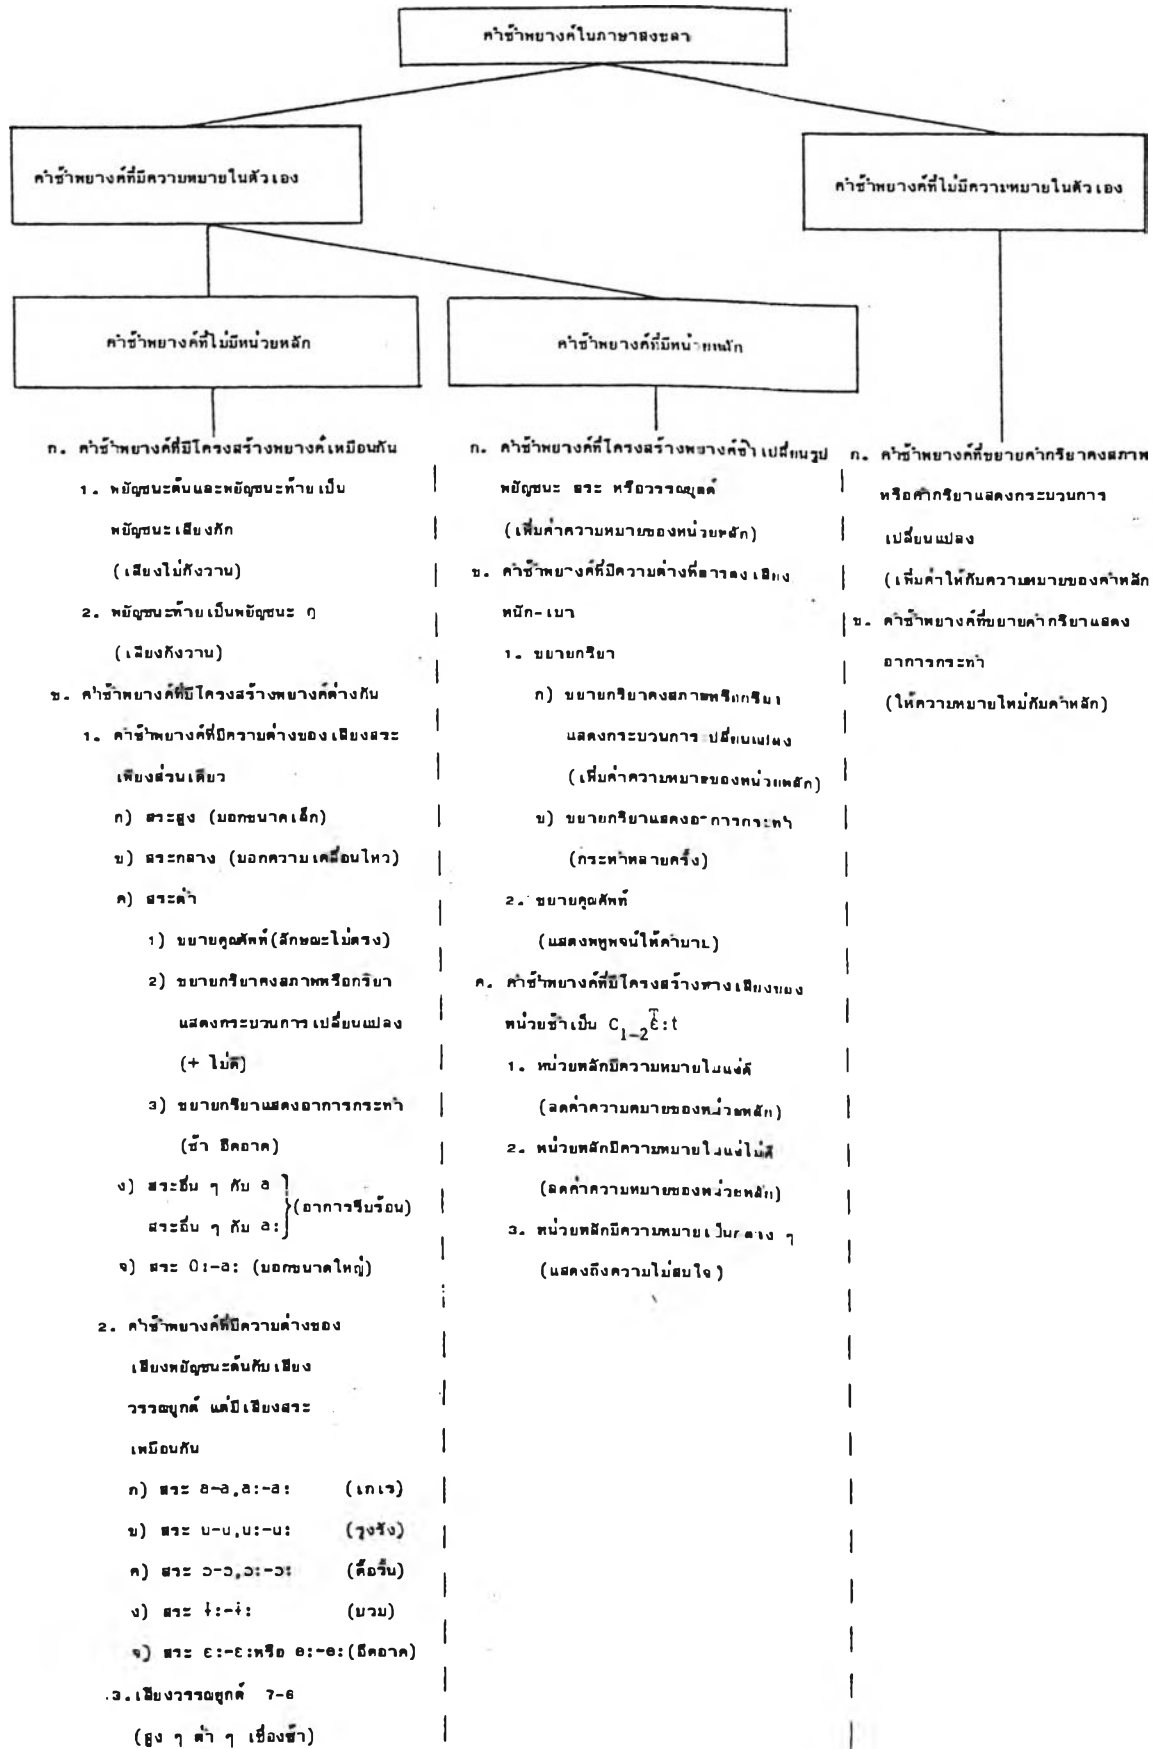 คำซ้ำพยางค์ในภาษาสงขลา
คำซ้ำพยางค์ที่มีความหมายในตัวเอง
คำซ้ำพยางค์ที่ไม่มีความหมายในตัวเอง
คำซ้ำพยางค์ที่ไม่มีหน่วยหลัก
คำซ้ำพยางค์ที่มีหน่วยหลัก
ก. คำซ้ำพยางค์ที่มีโครงสร้างพยางค์เหมือนกัน
1. พยัญชนะต้นและพยัญชนะท้ายเป็น
พยัญชนะเสียงกัก
(เสียงไม่กังวาน)
2. พยัญชนะท้ายเป็นพยัญชนะ ŋ
(เสียงกังวาน)
ข. คำซ้ำพยางค์ที่มีโครงสร้างพยางค์ต่างกัน
1. คำซ้ำพยางค์ที่มีความต่างของเสียงสระ
เพียงส่วนเดียว
ก) สระสูง (บอกขนาดเล็ก)
ข) สระกลาง (บอกความเคลื่อนไหว)
ค) สระต่ำ
1) ขยายคุณศัพท์(ลักษณะไม่ตรง)
2) ขยายกริยาคงสภาพหรือกริยา
แสดงกระบวนการเปลี่ยนแปลง
(+ ไม่ดี)
3) ขยายกริยาแสดงอาการกระทำ
(ช้า อืดอาด)
ง) สระอื่น ๆ กับ a
สระอื่น ๆ กับ a:
(อาการรีบร้อน)
จ) สระ O:-a: (บอกขนาดใหญ่)
2. คำซ้ำพยางค์ที่มีความต่างของ
เสียงพยัญชนะต้นกับเสียง
วรรณยุกต์ แต่มีเสียงสระ
เหมือนกัน
ก) สระ a-a,a:-a: (เกเร)
ข) สระ u-u,u:-u: (รุงรัง)
ค) สระ ɔ-ɔ,ɔ:-ɔ: (ดื้อรั้น)
ง) สระ ɨ:-ɨ: (บวม)
จ) สระ ɛ:-ɛ:หรือ e:-e:(อืดอาด)
3.เสียงวรรณยุกต์ 7-6
(สูง ๆ ต่ำ ๆ เชื่องช้า)
ก. คำซ้ำพยางค์ที่โครงสร้างพยางค์ซ้ำเปลี่ยนรูป
พยัญชนะ สระ หรือวรรณยุกต์
(เพิ่มค่าความหมายของหน่วยหลัก)
ข. คำซ้ำพยางค์ที่มีความต่างที่การลงเสียง
หนัก-เบา
1. ขยายกริยา
ก) ขยายกริยาคงสภาพหรือกริยา
แสดงกระบวนการเปลี่ยนแปลง
(เพิ่มค่าความหมายของหน่วยหลัก)
ข) ขยายกริยาแสดงอาการกระทำ
(กระทำหลายครั้ง)
2. ขยายคุณศัพท์
(แสดงพหูพจน์ให้คำนาม)
ค. คำซ้ำพยางค์ที่มีโครงสร้างทางเสียงของ
หน่วยซ้ำเป็น C1-2 T ɛ:t
1. หน่วยหลักมีความหมายในแง่ดี
(ลดค่าความหมายของหน่วยหลัก)
2. หน่วยหลักมีความหมายในแง่ไม่ดี
(ลดค่าความหมายของหน่วยหลัก)
3. หน่วยหลักมีความหมายเป็นกลาง ๆ
(แสดงถึงความไม่สนใจ)
ก. คำซ้ำพยางค์ที่ขยายคำกริยาคงสภาพ
หรือคำกริยาแสดงกระบวนการ
เปลี่ยนแปลง
(เพิ่มค่าให้กับความหมายของคำหลัก
ข. คำซ้ำพยางค์ที่ขยายคำกริยาแสดง
อาการกระทำ
(ให้ความหมายใหม่กับคำหลัก)